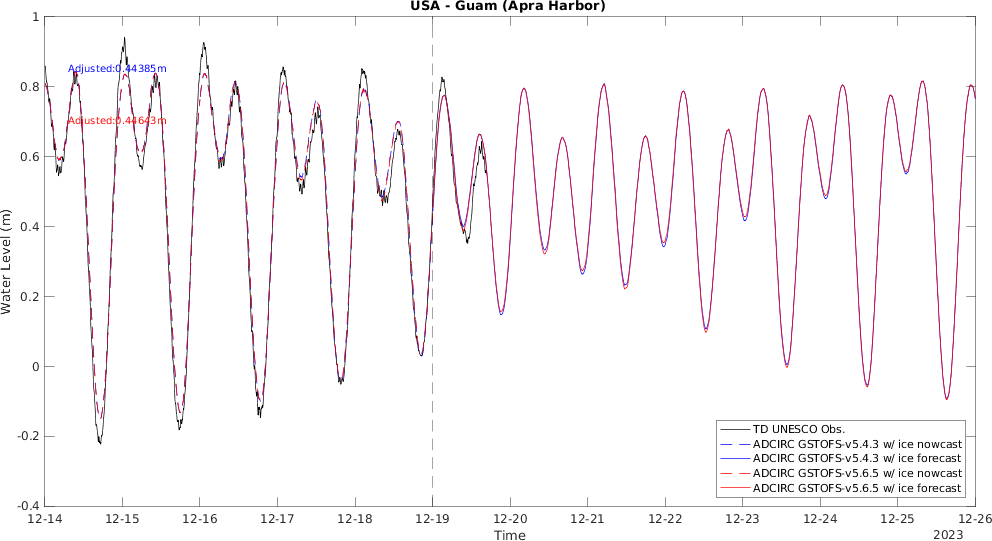 USA - Guam (Apra Harbor)
1
0.8
0.6
0.4
0.2
0
-0.2
-0.4
Water Level (m)
Adjusted:0.44385m
Adjusted:0.44643m
TD UNESCO Obs.
ADCIRC GSTOFS-v5.4.3 w/ ice nowcast
ADCIRC GSTOFS-v5.4.3 w/ ice forecast
ADCIRC GSTOFS-v5.6.5 w/ ice nowcast
ADCIRC GSTOFS-v5.6.5 w/ ice forecast
12-14 12-15 12-16 12-17 12-18 12-19 12-20 12-21 12-22 12-23 12-24 12-25 12-26
Time
2023